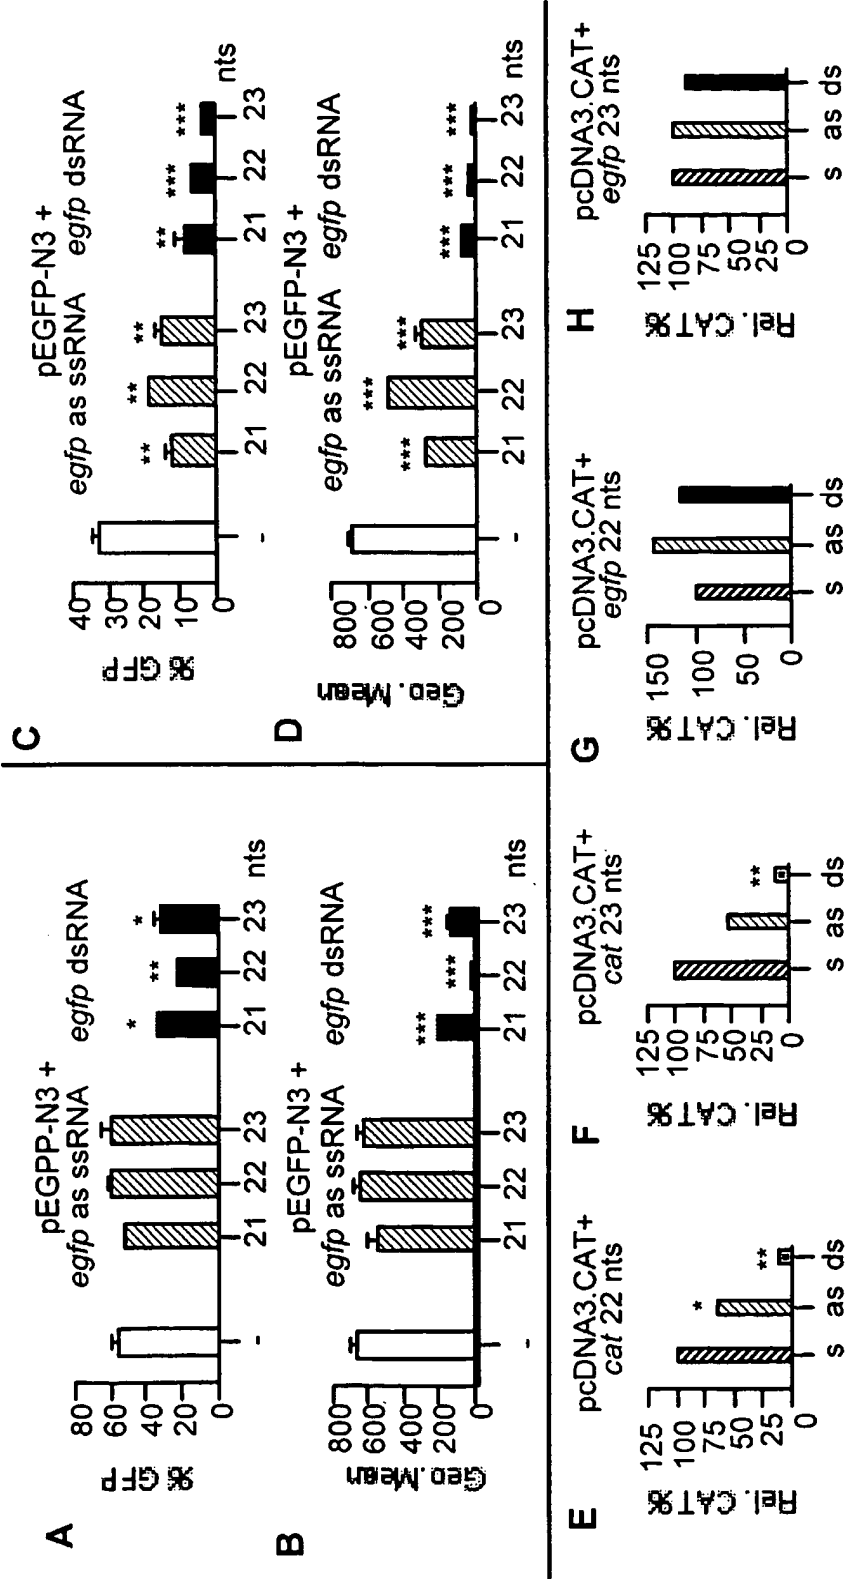 A
pEGPP-N3 +
egfp as ssRNA egfp dsRNA
% GFP
80
60
40
20
0
* ** *
- 21 22 23 21 22 23 nts
B
pEGFP-N3 +
egfp as ssRNA egfp dsRNA
Geo.Mean
800
600
400
200
0
*** *** ***
- 21 22 23 21 22 23 nts
C
pEGFP-N3 +
egfp as ssRNA egfp dsRNA
% GFP
40
30
20
10
0
** ** ** ** *** ***
- 21 22 23 21 22 23 nts
D
pEGFP-N3 +
egfp as ssRNA egfp dsRNA
Geo.Mean
800
600
400
200
0
*** *** *** *** *** ***
- 21 22 23 21 22 23 nts
E
pcDNA3.CAT+
cat 22 nts
Rel. CAT%
125
100
75
50
25
0
* **
s as ds
F
pcDNA3.CAT+
cat 23 nts
Rel. CAT%
125
100
75
50
25
0
**
s as ds
G
pcDNA3.CAT+
egfp 22 nts
Rel. CAT%
150
100
50
0
s as ds
H
pcDNA3.CAT+
egfp 23 nts
Rel. CAT%
125
100
75
50
25
0
s as ds